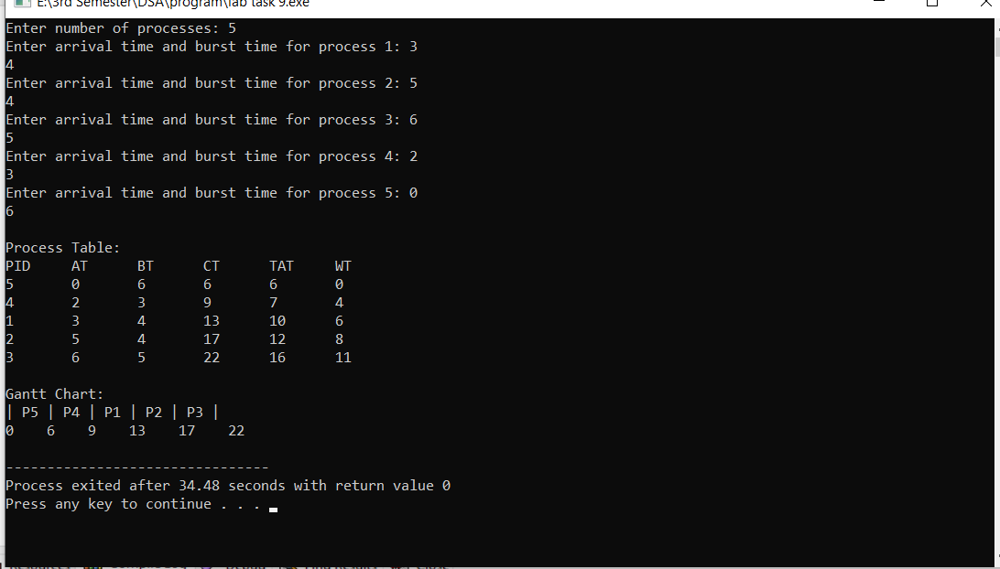 E:\3rd Semester\DSA\program\lab task 9.exe
Enter number of processes: 5
Enter arrival time and burst time for process 1: 3
4
Enter arrival time and burst time for process 2: 5
4
Enter arrival time and burst time for process 3: 6
5
Enter arrival time and burst time for process 4: 2
3
Enter arrival time and burst time for process 5: 0
6
Process Table:
PID AT BT CT TAT WT
5 0 6 6 6 0
4 2 3 9 7 4
1 3 4 13 10 6
2 5 4 17 12 8
3 6 5 22 16 11
Gantt Chart:
| P5 | P4 | P1 | P2 | P3 |
0 6 9 13 17 22
--------------------------------
Process exited after 34.48 seconds with return value 0
Press any key to continue . . .